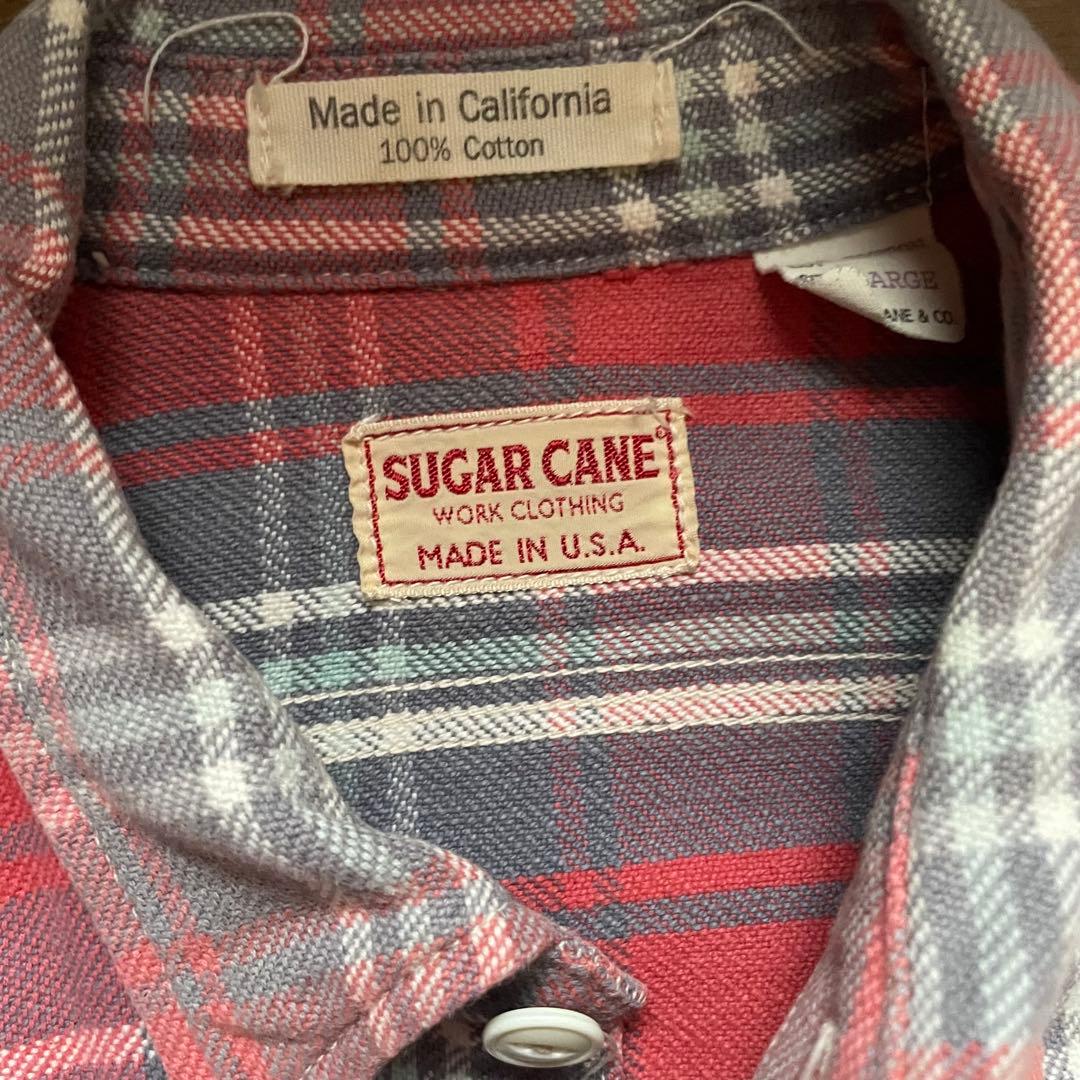 Made in California
100% Cotton
ARGE
ANE & CO.
SUGAR CANE®
WORK CLOTHING
MADE IN U.S.A.